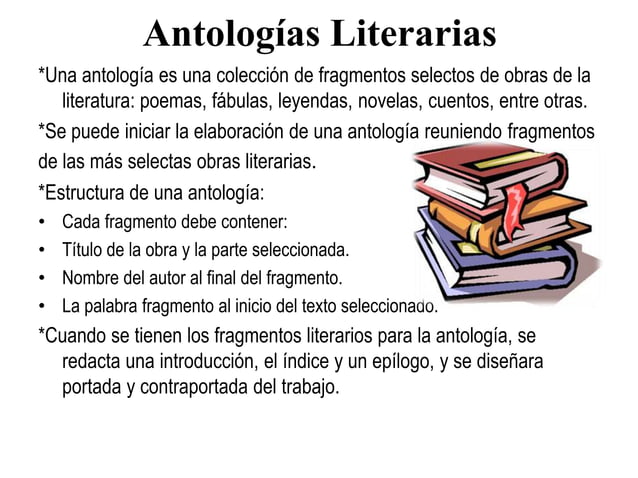 Antologías Literarias
*Una antología es una colección de fragmentos selectos de obras de la
literatura: poemas, fábulas, leyendas, novelas, cuentos, entre otras.
*Se puede iniciar la elaboración de una antología reuniendo fragmentos
de las más selectas obras literarias.
*Estructura de una antología:
• Cada fragmento debe contener:
• Título de la obra y la parte seleccionada.
• Nombre del autor al final del fragmento.
• La palabra fragmento al inicio del texto seleccionado.
*Cuando se tienen los fragmentos literarios para la antología, se
redacta una introducción, el índice y un epílogo, y se diseñara
portada y contraportada del trabajo.